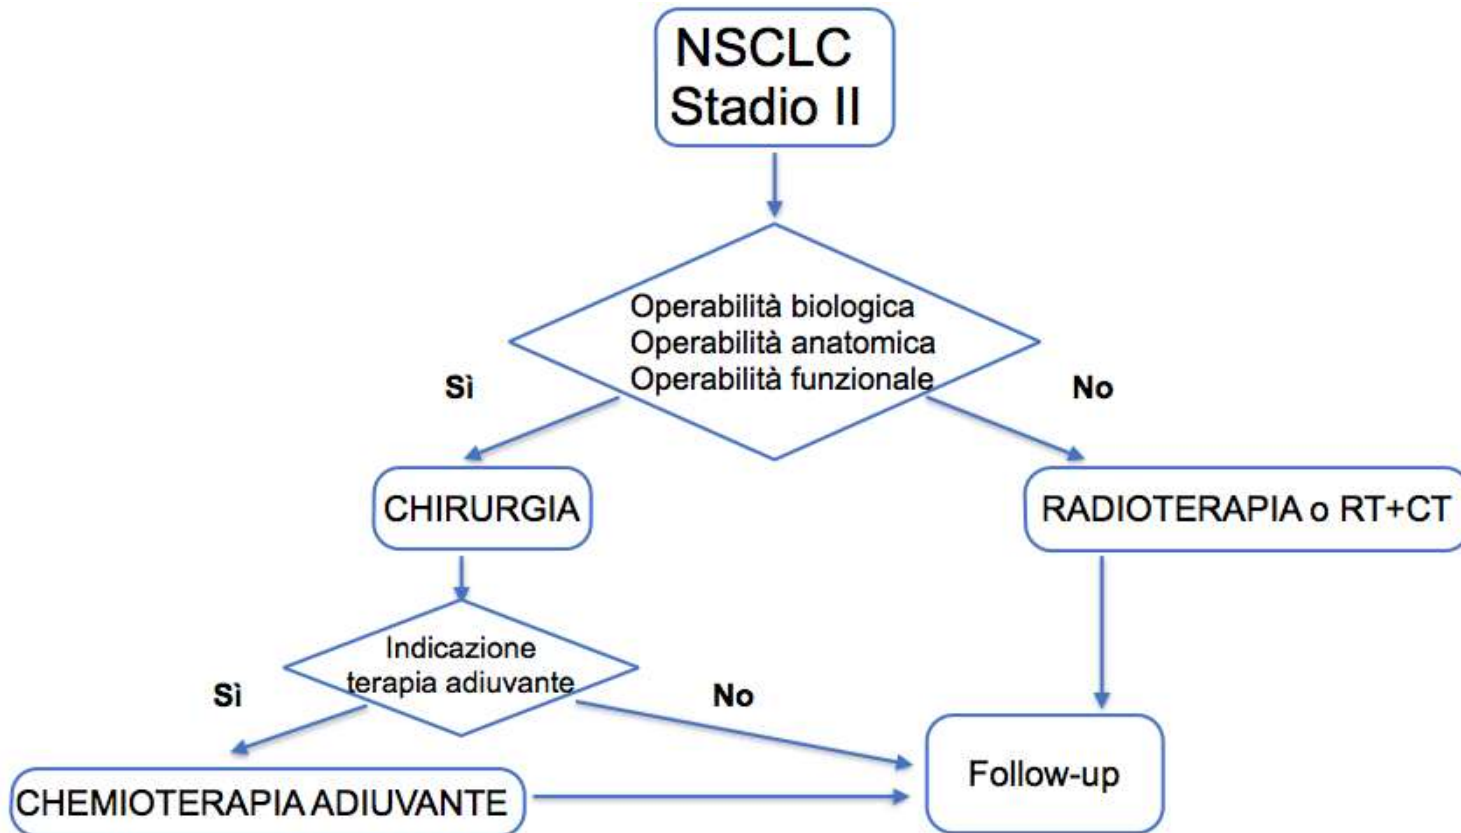 NSCLC
Stadio II
Operabilità biologica
Operabilità anatomica
Operabilità funzionale
Sì
No
CHIRURGIA
RADIOTERAPIA o RT+CT
Indicazione
terapia adiuvante
Sì
No
Follow-up
CHEMIOTERAPIA ADIUVANTE